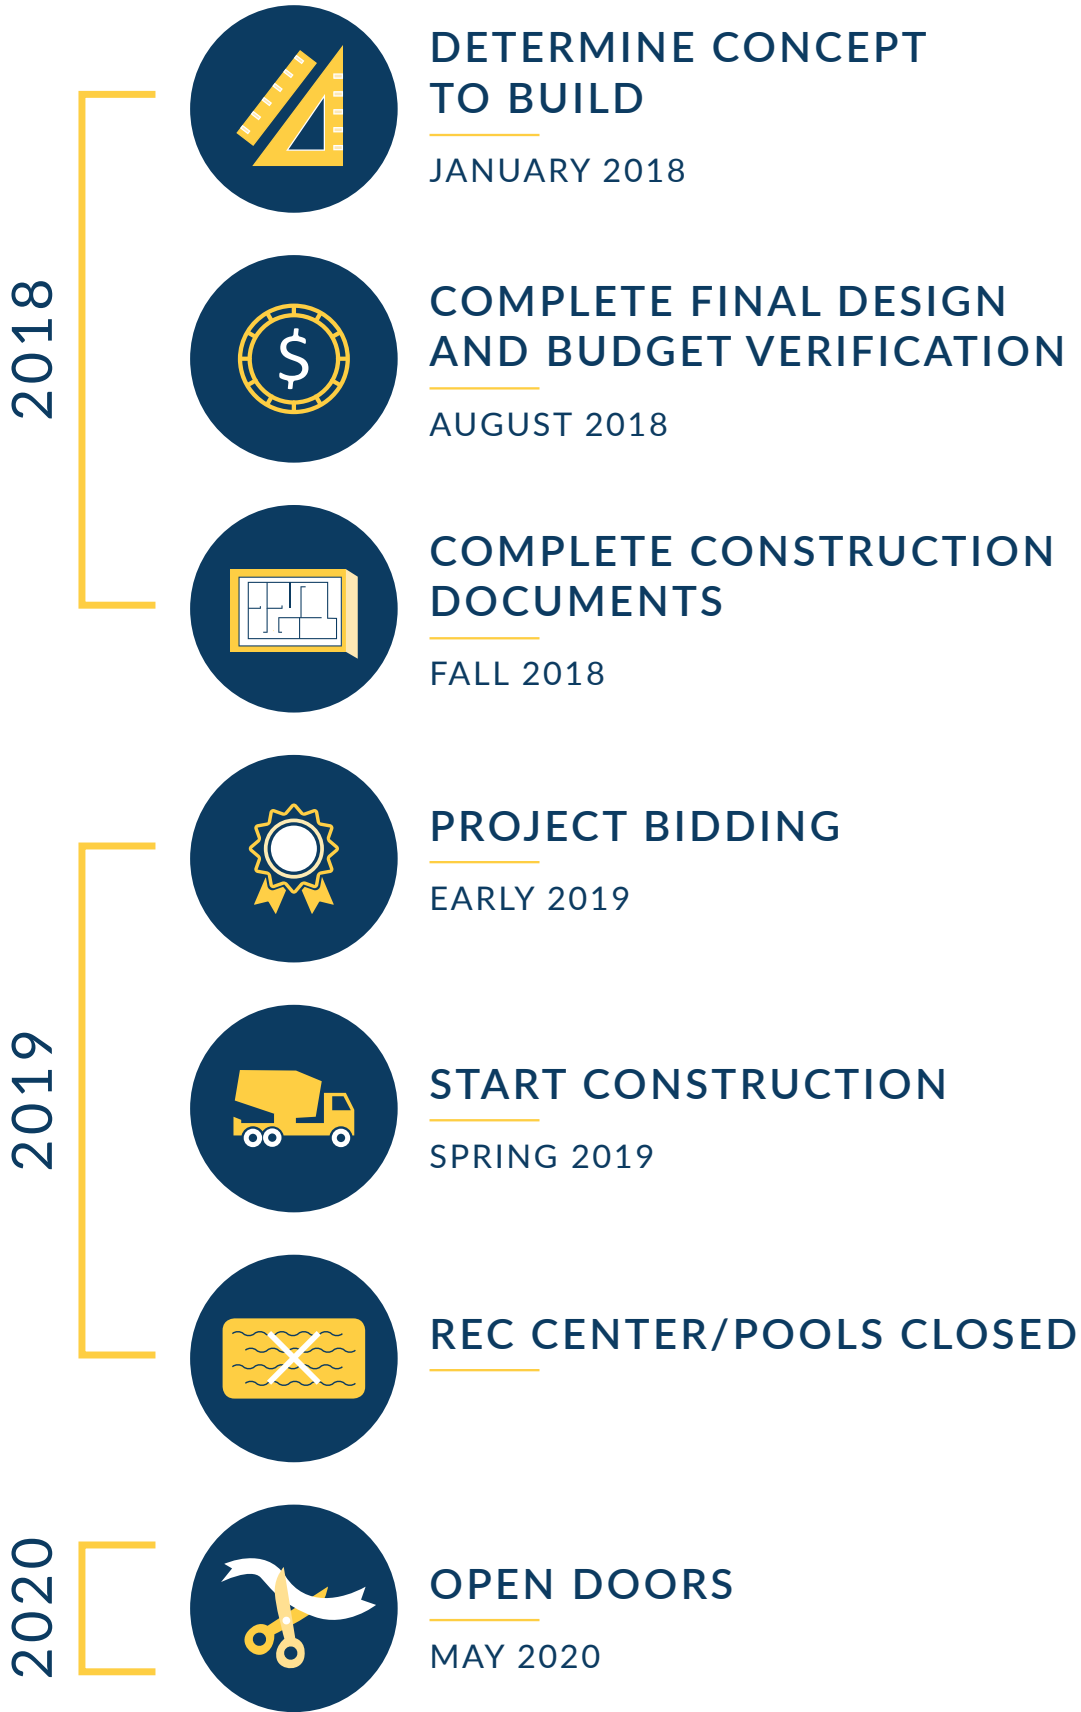 2018
DETERMINE CONCEPT
TO BUILD
JANUARY 2018
$
COMPLETE FINAL DESIGN
AND BUDGET VERIFICATION
AUGUST 2018
COMPLETE CONSTRUCTION
DOCUMENTS
FALL 2018
2019
PROJECT BIDDING
EARLY 2019
START CONSTRUCTION
SPRING 2019
REC CENTER/POOLS CLOSED
2020
OPEN DOORS
MAY 2020